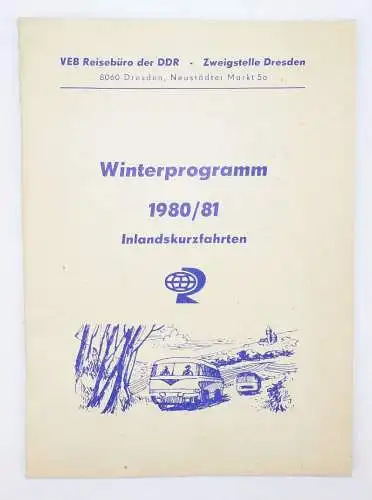 VEB Reisebüro der DDR - Zweigstelle Dresden
8060 Dresden, Neustädter Markt 5a
Winterprogramm
1980/81
Inlandskurzfahrten
R